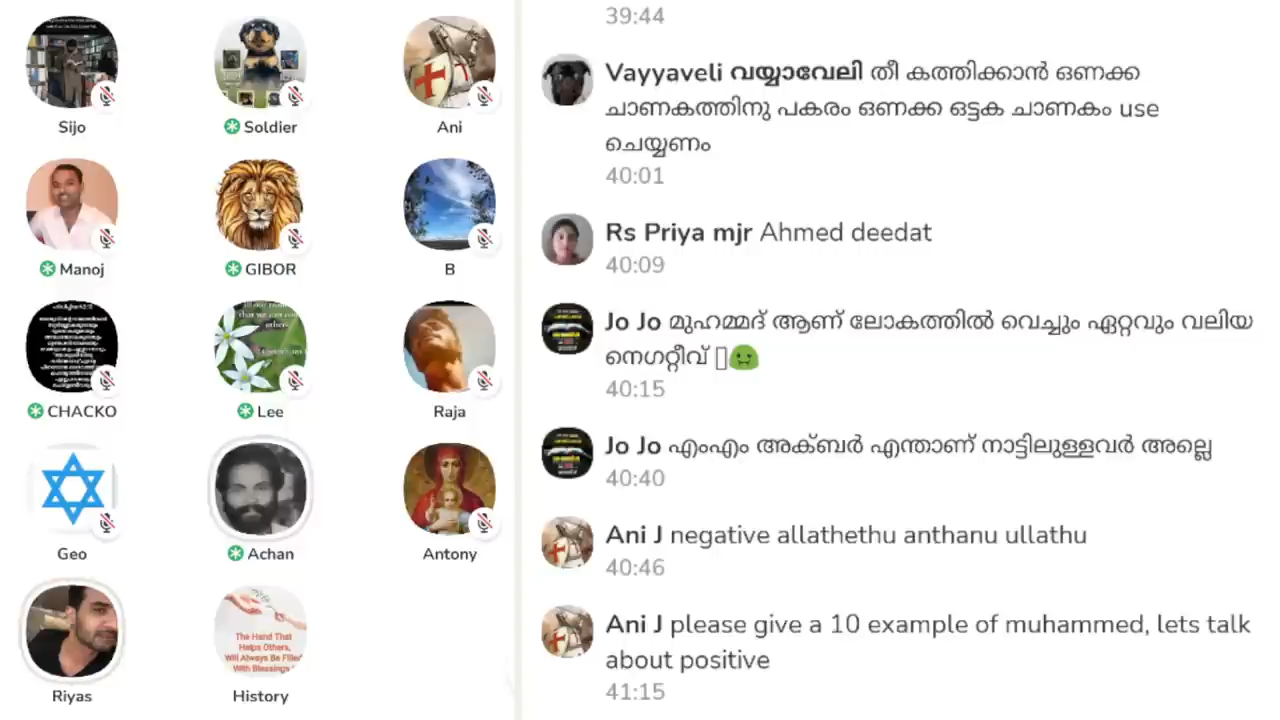 Sijo
Soldier
Ani
Manoj
GIBOR
B
CHACKO
Lee
Raja
Geo
Achan
Antony
The Hand That
Helps Others,
Will Always Be Filled
With Blessings
Riyas
History
39:44
Vayyaveli വയ്യാവേലി തീ കത്തിക്കാൻ ഒണക്ക
ചാണകത്തിനു പകരം ഒണക്ക ഒട്ടക ചാണകം use
ചെയ്യണം
40:01
Rs Priya mjr Ahmed deedat
40:09
Jo Jo മുഹമ്മദ് ആണ് ലോകത്തിൽ വെച്ചും ഏറ്റവും വലിയ
നെഗറ്റീവ്
40:15
Jo Jo എംഎം അക്ബർ എന്താണ് നാട്ടിലുള്ളവർ അല്ലെ
40:40
Ani J negative allathethu anthanu ullathu
40:46
Ani J please give a 10 example of muhammed, lets talk
about positive
41:15